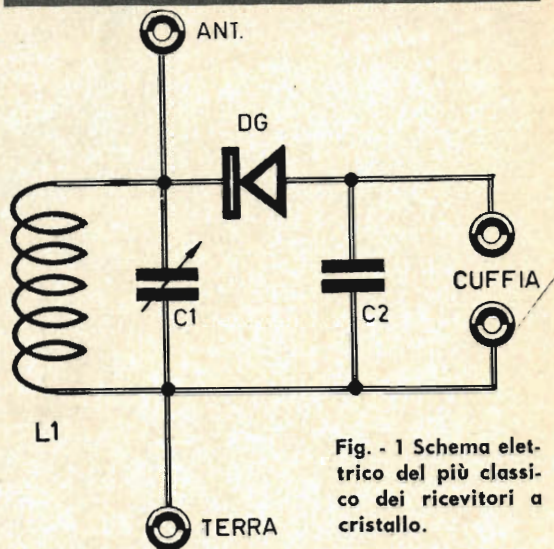 ANT.
DG
C1
C2
CUFFIA
L1
Fig. - 1 Schema elet-
trico del più classi-
co dei ricevitori a
cristallo.
TERRA